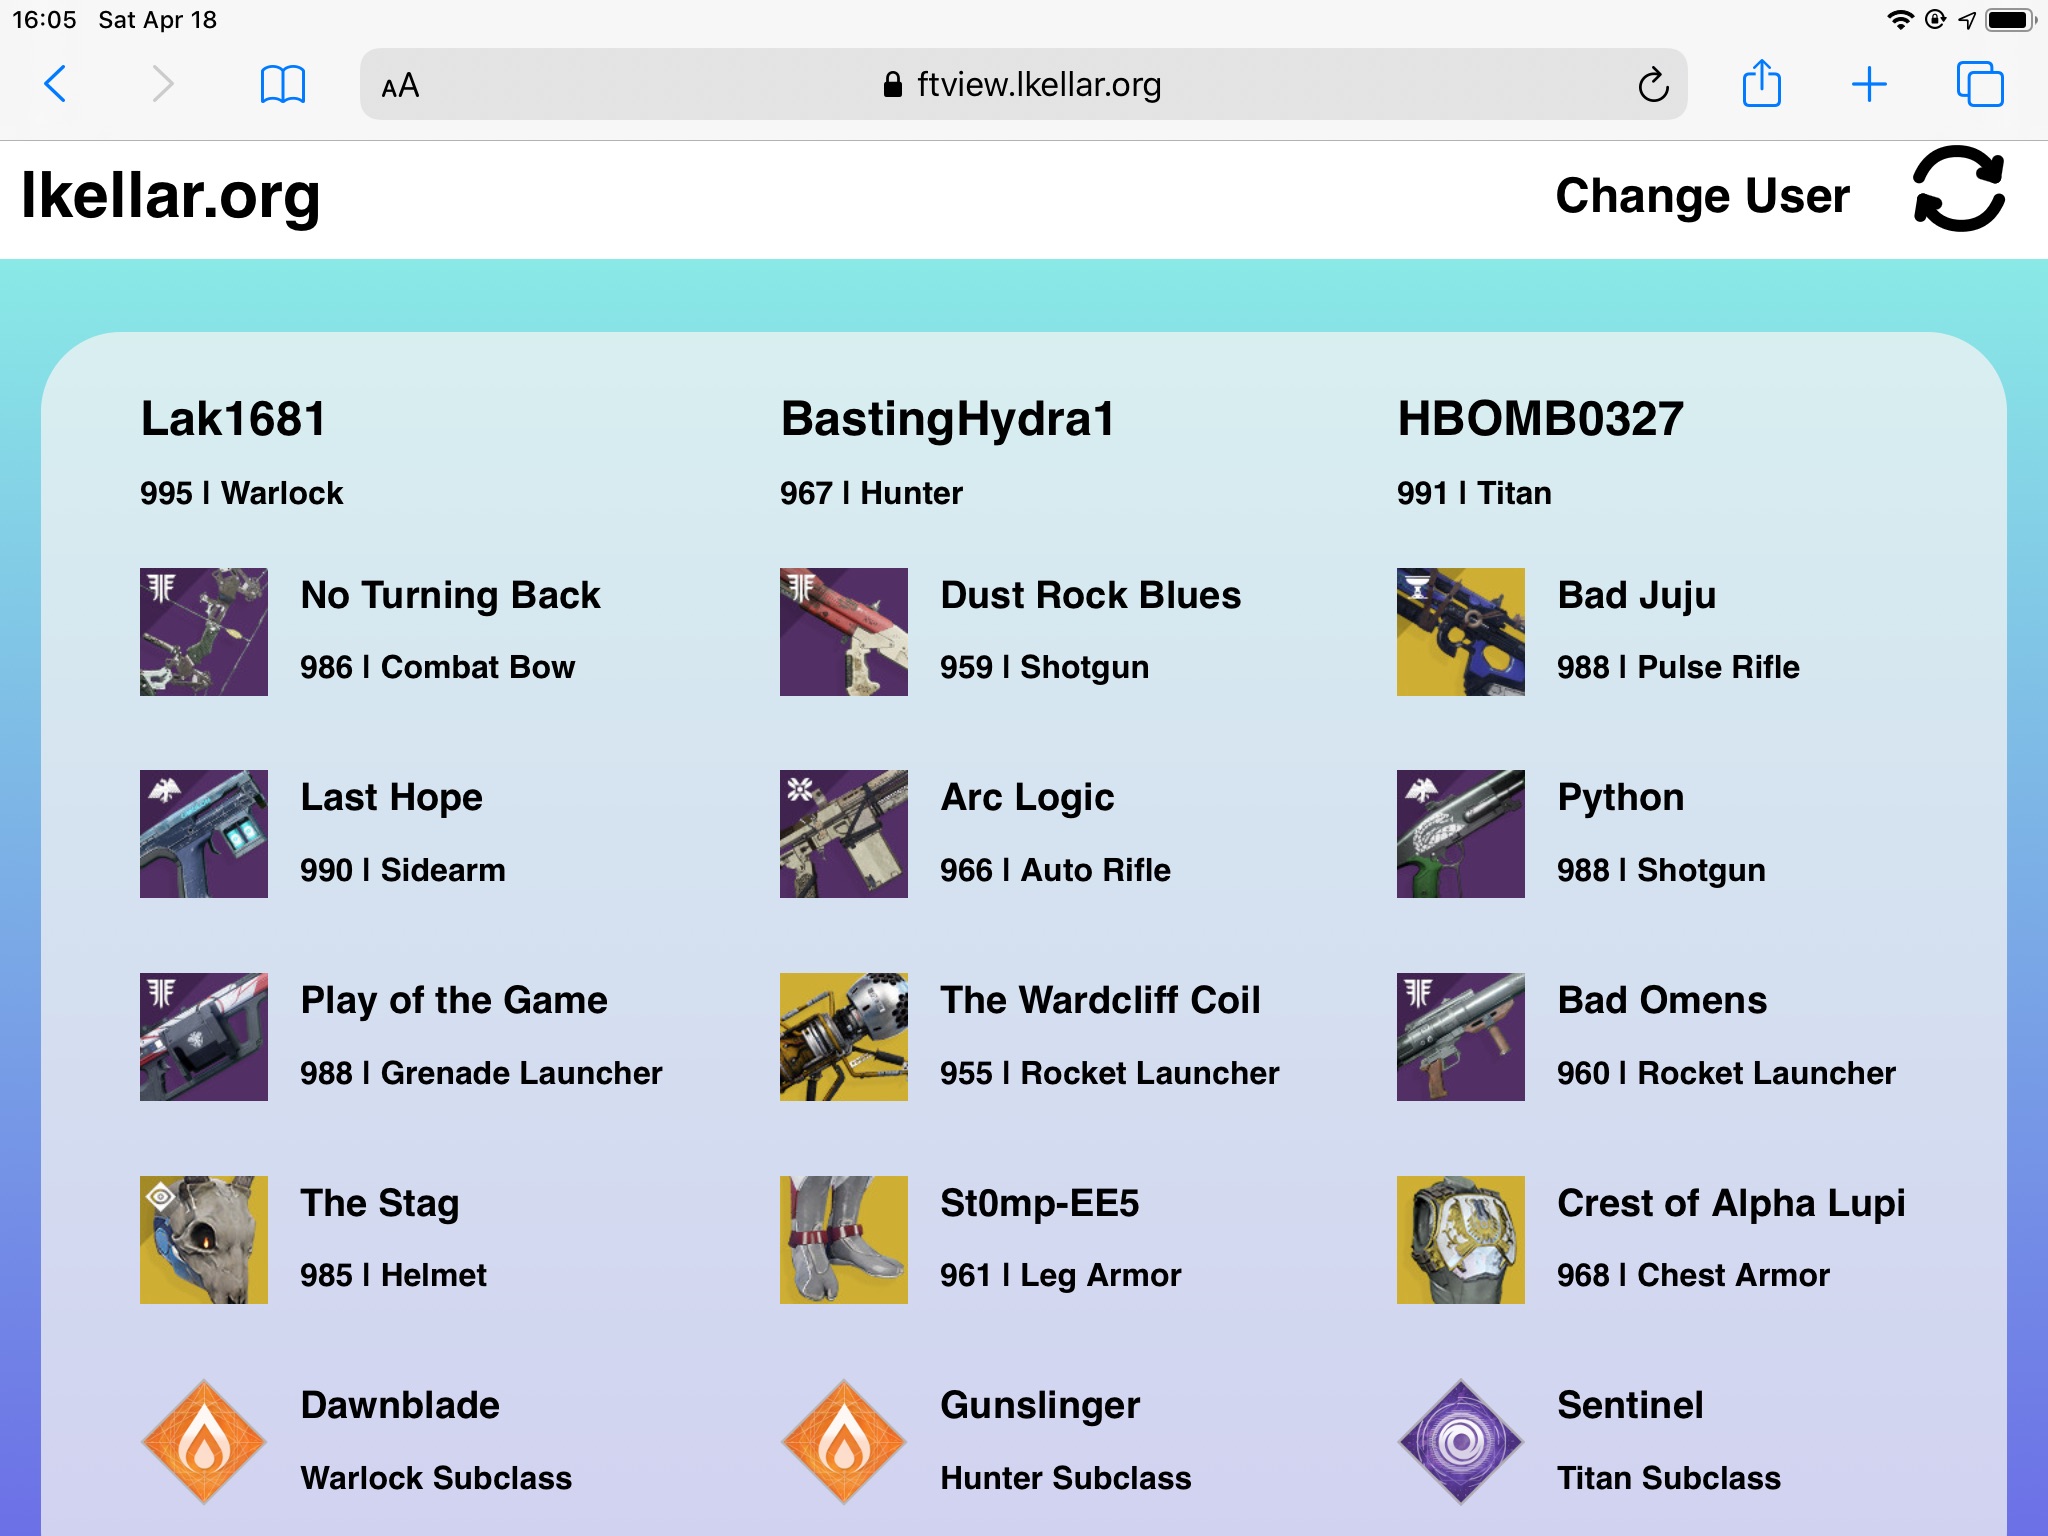 16:05 Sat Apr 18
AA ftview.lkellar.org
lkellar.org Change User
Lak1681
995 | Warlock
No Turning Back
986 | Combat Bow
Last Hope
990 | Sidearm
Play of the Game
988 | Grenade Launcher
The Stag
985 | Helmet
Dawnblade
Warlock Subclass
BastingHydra1
967 | Hunter
Dust Rock Blues
959 | Shotgun
Arc Logic
966 | Auto Rifle
The Wardcliff Coil
955 | Rocket Launcher
St0mp-EE5
961 | Leg Armor
Gunslinger
Hunter Subclass
HBOMB0327
991 | Titan
Bad Juju
988 | Pulse Rifle
Python
988 | Shotgun
Bad Omens
960 | Rocket Launcher
Crest of Alpha Lupi
968 | Chest Armor
Sentinel
Titan Subclass